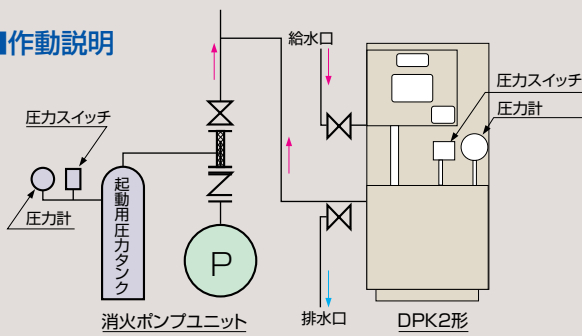 作動説明
給水口
圧力スイッチ
圧力計
圧力スイッチ
圧力計
起動用圧力タンク
P
消火ポンプユニット
排水口
DPK2形